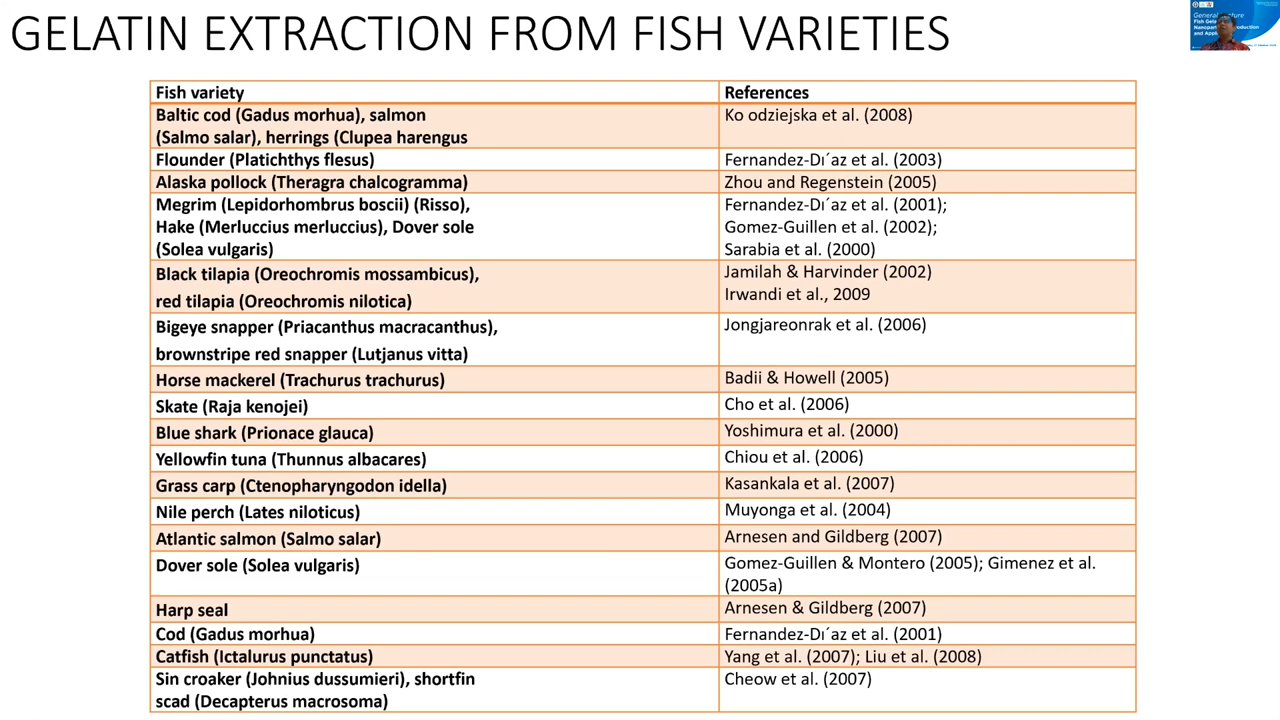 GELATIN EXTRACTION FROM FISH VARIETIES
General Lecture
Fish Gelatin
Fish variety
References
Baltic cod (Gadus morhua), salmon
(Salmo salar), herrings (Clupea harengus
Ko odziejska et al. (2008)
Flounder (Platichthys flesus)
Fernandez-Dı´az et al. (2003)
Alaska pollock (Theragra chalcogramma)
Zhou and Regenstein (2005)
Megrim (Lepidorhombrus boscii) (Risso),
Hake (Merluccius merluccius), Dover sole
(Solea vulgaris)
Fernandez-Dı´az et al. (2001);
Gomez-Guillen et al. (2002);
Sarabia et al. (2000)
Black tilapia (Oreochromis mossambicus),
red tilapia (Oreochromis nilotica)
Jamilah & Harvinder (2002)
Irwandi et al., 2009
Bigeye snapper (Priacanthus macracanthus),
brownstripe red snapper (Lutjanus vitta)
Jongjareonrak et al. (2006)
Horse mackerel (Trachurus trachurus)
Badii & Howell (2005)
Skate (Raja kenojei)
Cho et al. (2006)
Blue shark (Prionace glauca)
Yoshimura et al. (2000)
Yellowfin tuna (Thunnus albacares)
Chiou et al. (2006)
Grass carp (Ctenopharyngodon idella)
Kasankala et al. (2007)
Nile perch (Lates niloticus)
Muyonga et al. (2004)
Atlantic salmon (Salmo salar)
Arnesen and Gildberg (2007)
Dover sole (Solea vulgaris)
Gomez-Guillen & Montero (2005); Gimenez et al.
(2005a)
Harp seal
Arnesen & Gildberg (2007)
Cod (Gadus morhua)
Fernandez-Dı´az et al. (2001)
Catfish (Ictalurus punctatus)
Yang et al. (2007); Liu et al. (2008)
Sin croaker (Johnius dussumieri), shortfin
scad (Decapterus macrosoma)
Cheow et al. (2007)